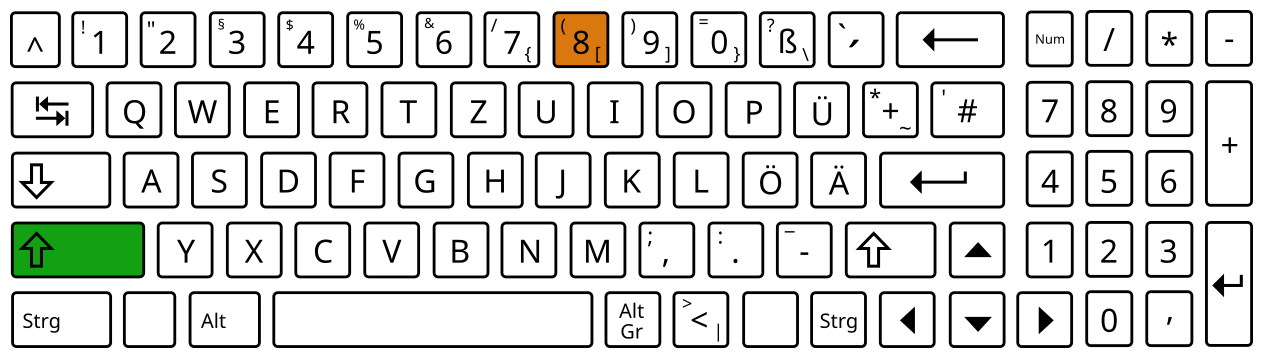 ^ ! 1 " 2 § 3 $ 4 % 5 & 6 / 7 { ( 8 [ ) 9 ] = 0 } ? ß \ ` ´ Num / * -
Q W E R T Z U I O P Ü * + ~ ' # 7 8 9 +
A S D F G H J K L Ö Ä 4 5 6
Y X C V B N M ; , : . _ - 1 2 3
Strg Alt Alt Gr > < | Strg 0 ,